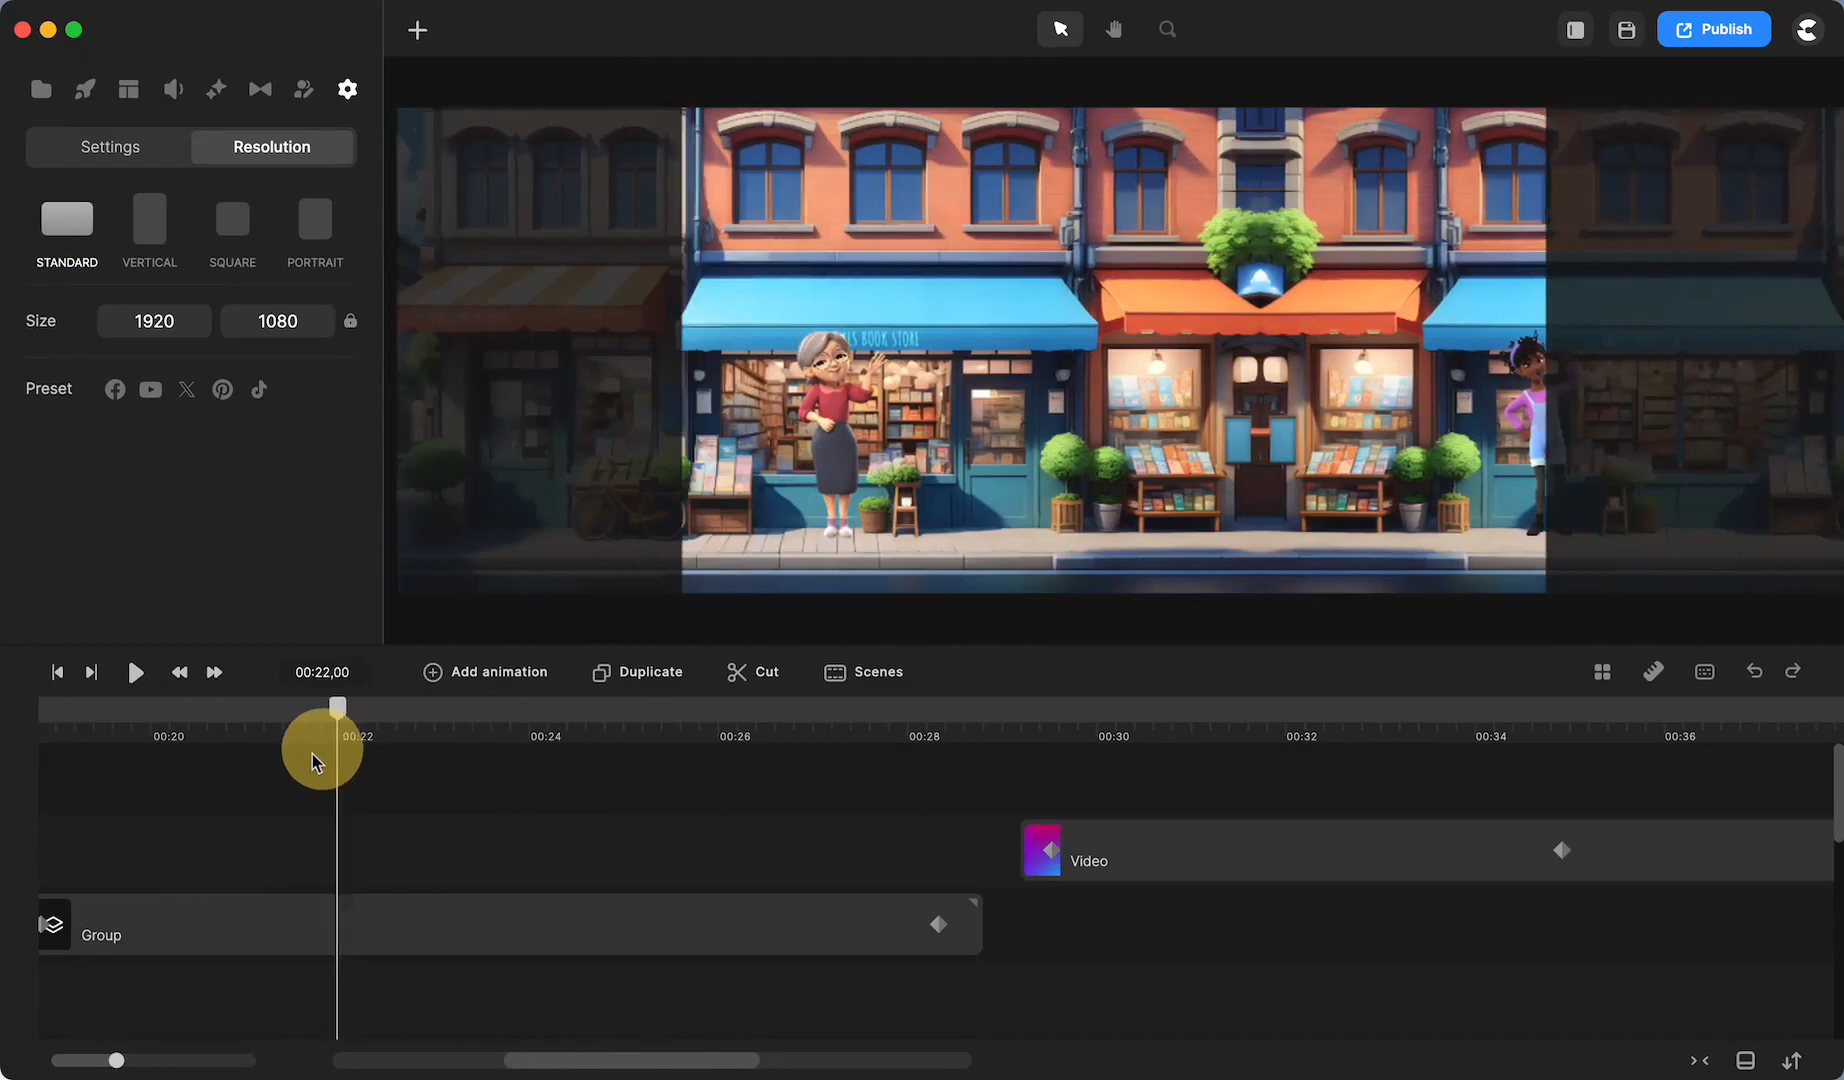 Publish
Settings
Resolution
STANDARD
VERTICAL
SQUARE
PORTRAIT
Size
1920
1080
Preset
BOOK STORE
00:22,00
Add animation
Duplicate
Cut
Scenes
00:20
00:22
00:24
00:26
00:28
00:30
00:32
00:34
00:36
Video
Group